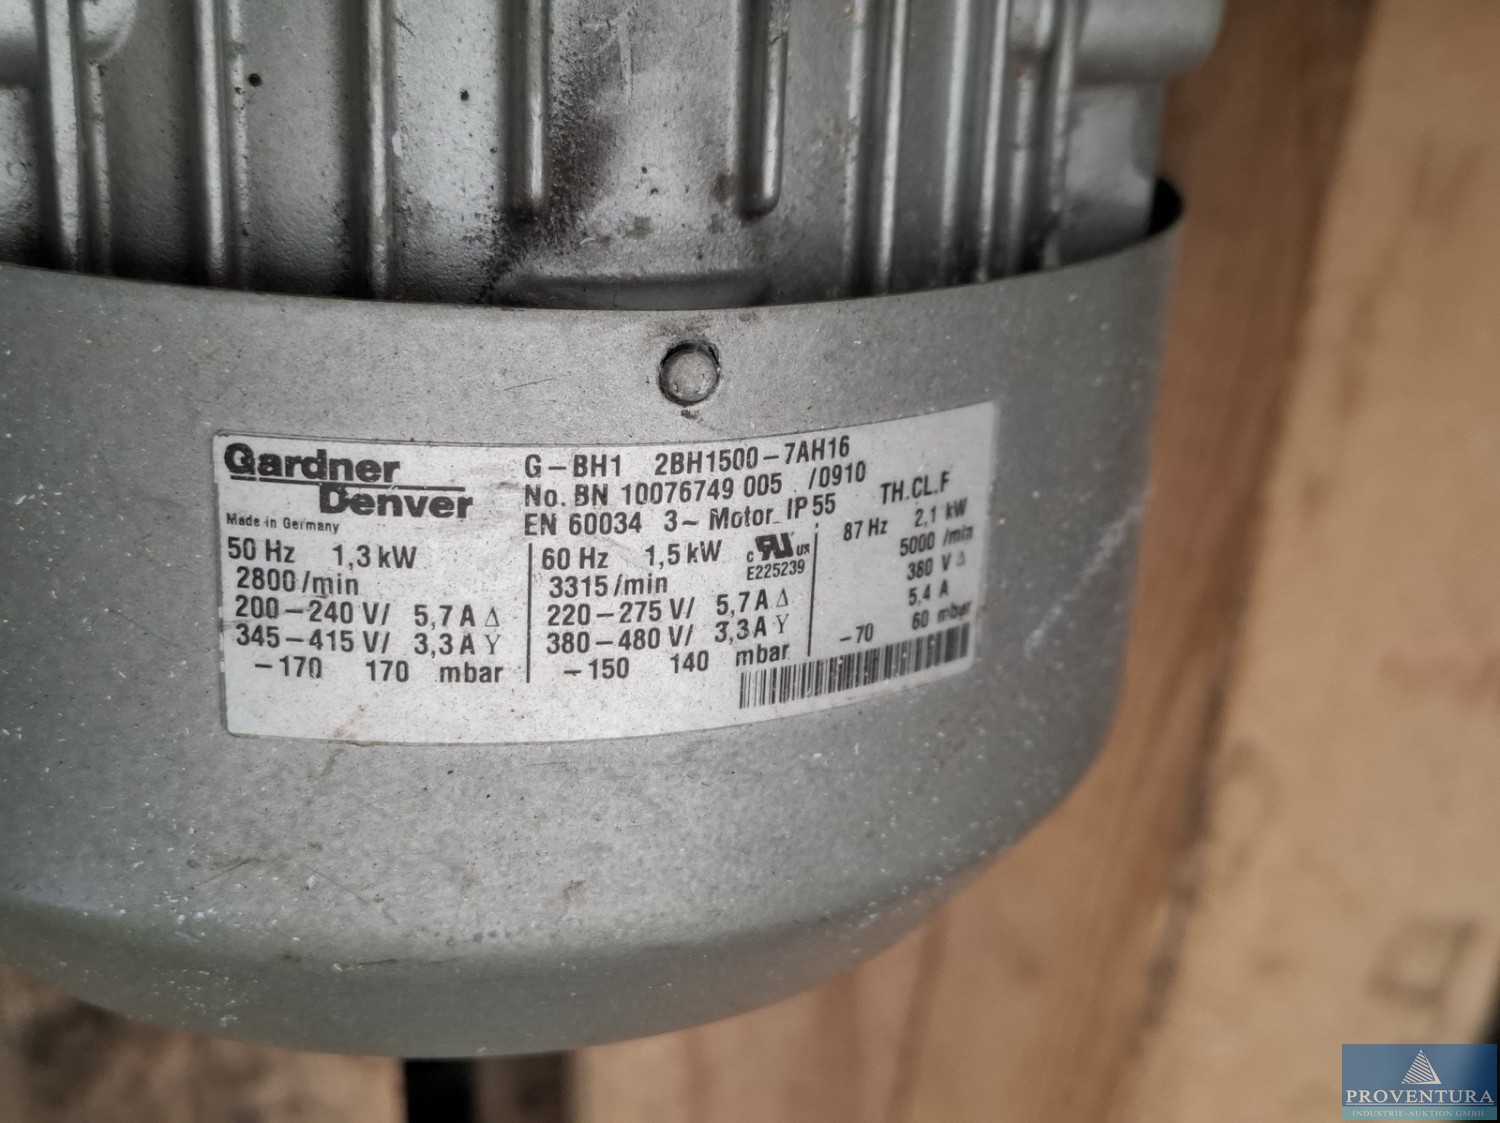 Gardner
Denver
Made in Germany
G-BH1 2BH1500-7AH16
No. BN 10076749 005 /0910
EN 60034 3~ Motor IP 55 TH.CL.F
50 Hz 1,3 kW
2800/min
200-240 V/ 5,7 A Δ
345-415 V/ 3,3 A Y
-170 170 mbar
60 Hz 1,5 kW
3315/min
220-275 V/ 5,7 A Δ
380-480 V/ 3,3 A Y
-150 140 mbar
c RU us
E225239
87 Hz 2,1 kW
5000 /min
380 V Δ
5,4 A
-70 60 mbar
PROVENTURA
INDUSTRIE-AUKTION GMBH